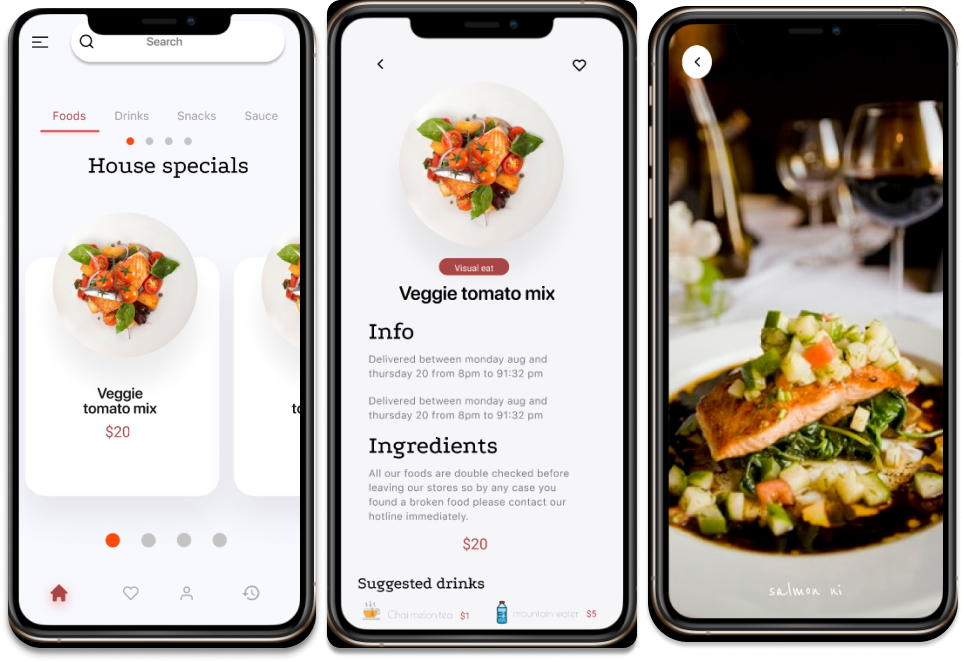 Search
Foods Drinks Snacks Sauce
House specials
Veggie
tomato mix
$20
Visual eat
Veggie tomato mix
Info
Delivered between monday aug and
thursday 20 from 8pm to 91:32 pm
Delivered between monday aug and
thursday 20 from 8pm to 91:32 pm
Ingredients
All our foods are double checked before
leaving our stores so by any case you
found a broken food please contact our
hotline immediately.
$20
Suggested drinks
Chai melon tea $1 mountain water $5
salmon ni